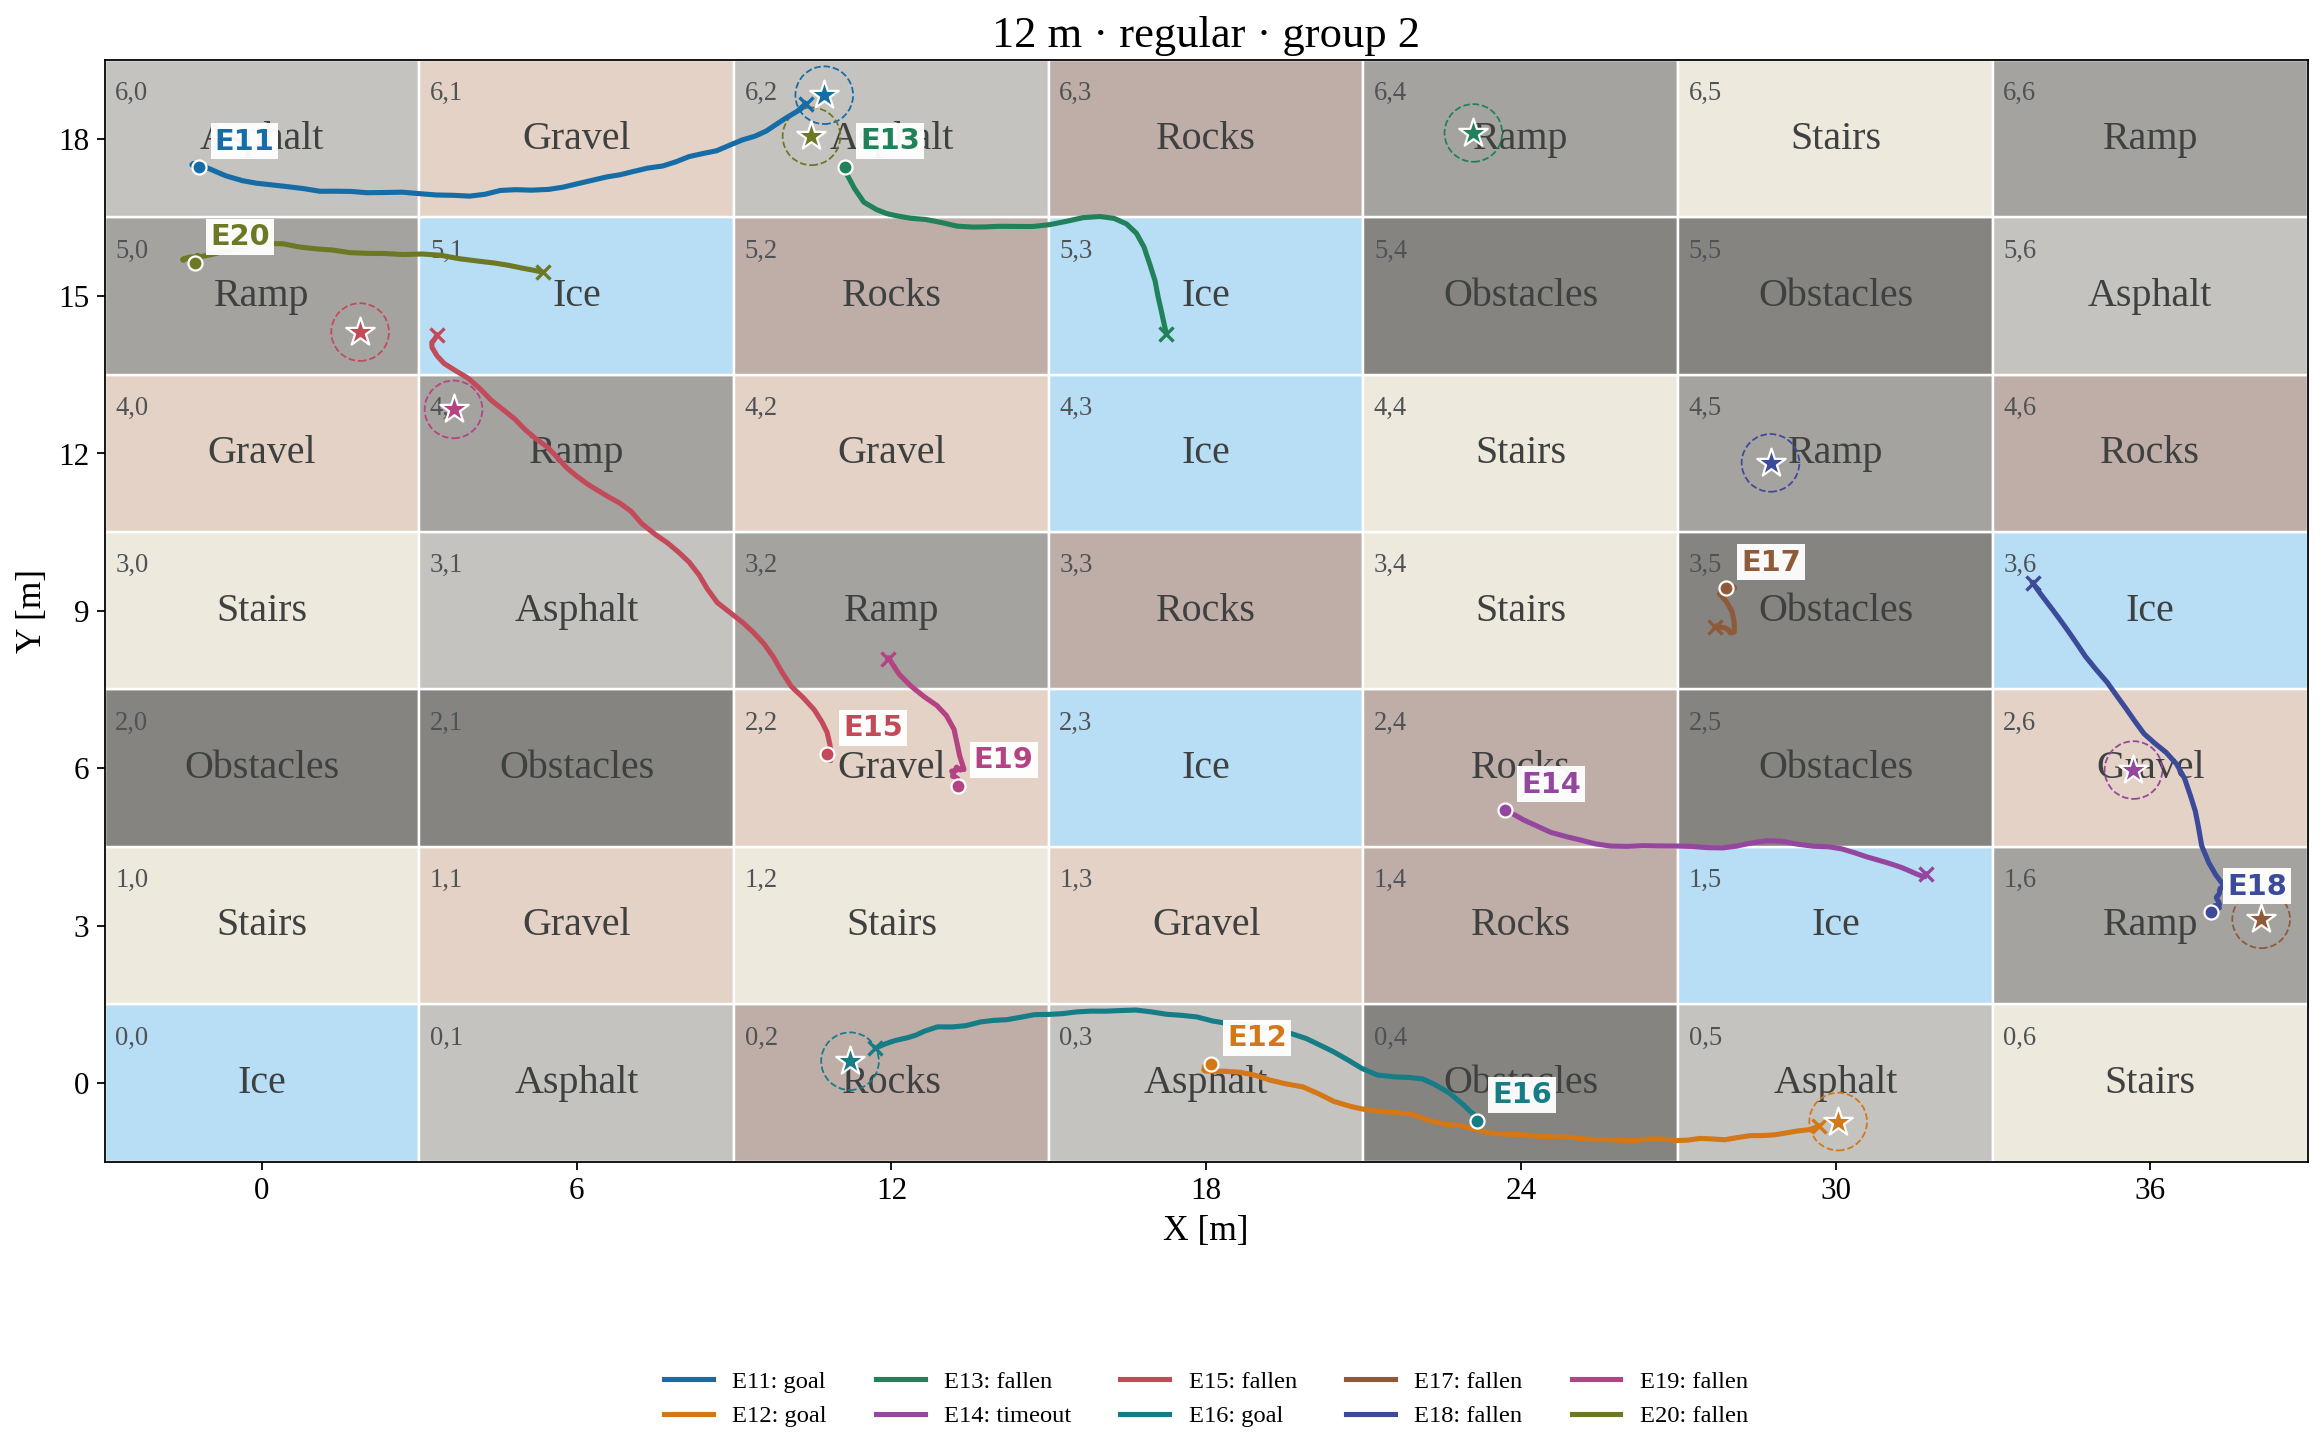 12 m · regular · group 2
6,0 6,1 6,2 6,3 6,4 6,5 6,6
18
Asphalt Gravel Asphalt Rocks Ramp Stairs Ramp
E11 E13
E20
5,0 5,1 5,2 5,3 5,4 5,5 5,6
15
Ramp Ice Rocks Ice Obstacles Obstacles Asphalt
4,0 4,2 4,3 4,4 4,5 4,6
12
Gravel Ramp Gravel Ice Stairs Ramp Rocks
3,0 3,1 3,2 3,3 3,4 3,5 3,6
E17
9
Stairs Asphalt Ramp Rocks Stairs Obstacles Ice
Y [m]
2,0 2,1 2,2 2,3 2,4 2,5 2,6
E15 E19
6
Obstacles Obstacles Gravel Ice Rocks Obstacles Gravel
E14
1,0 1,1 1,2 1,3 1,4 1,5 1,6
E18
3
Stairs Gravel Stairs Gravel Rocks Ice Ramp
0,0 0,1 0,2 0,3 0,4 0,5 0,6
E12
0
Ice Asphalt Rocks Asphalt Obstacles Asphalt Stairs
E16
0 6 12 18 24 30 36
X [m]
E11: goal E13: fallen E15: fallen E17: fallen E19: fallen
E12: goal E14: timeout E16: goal E18: fallen E20: fallen